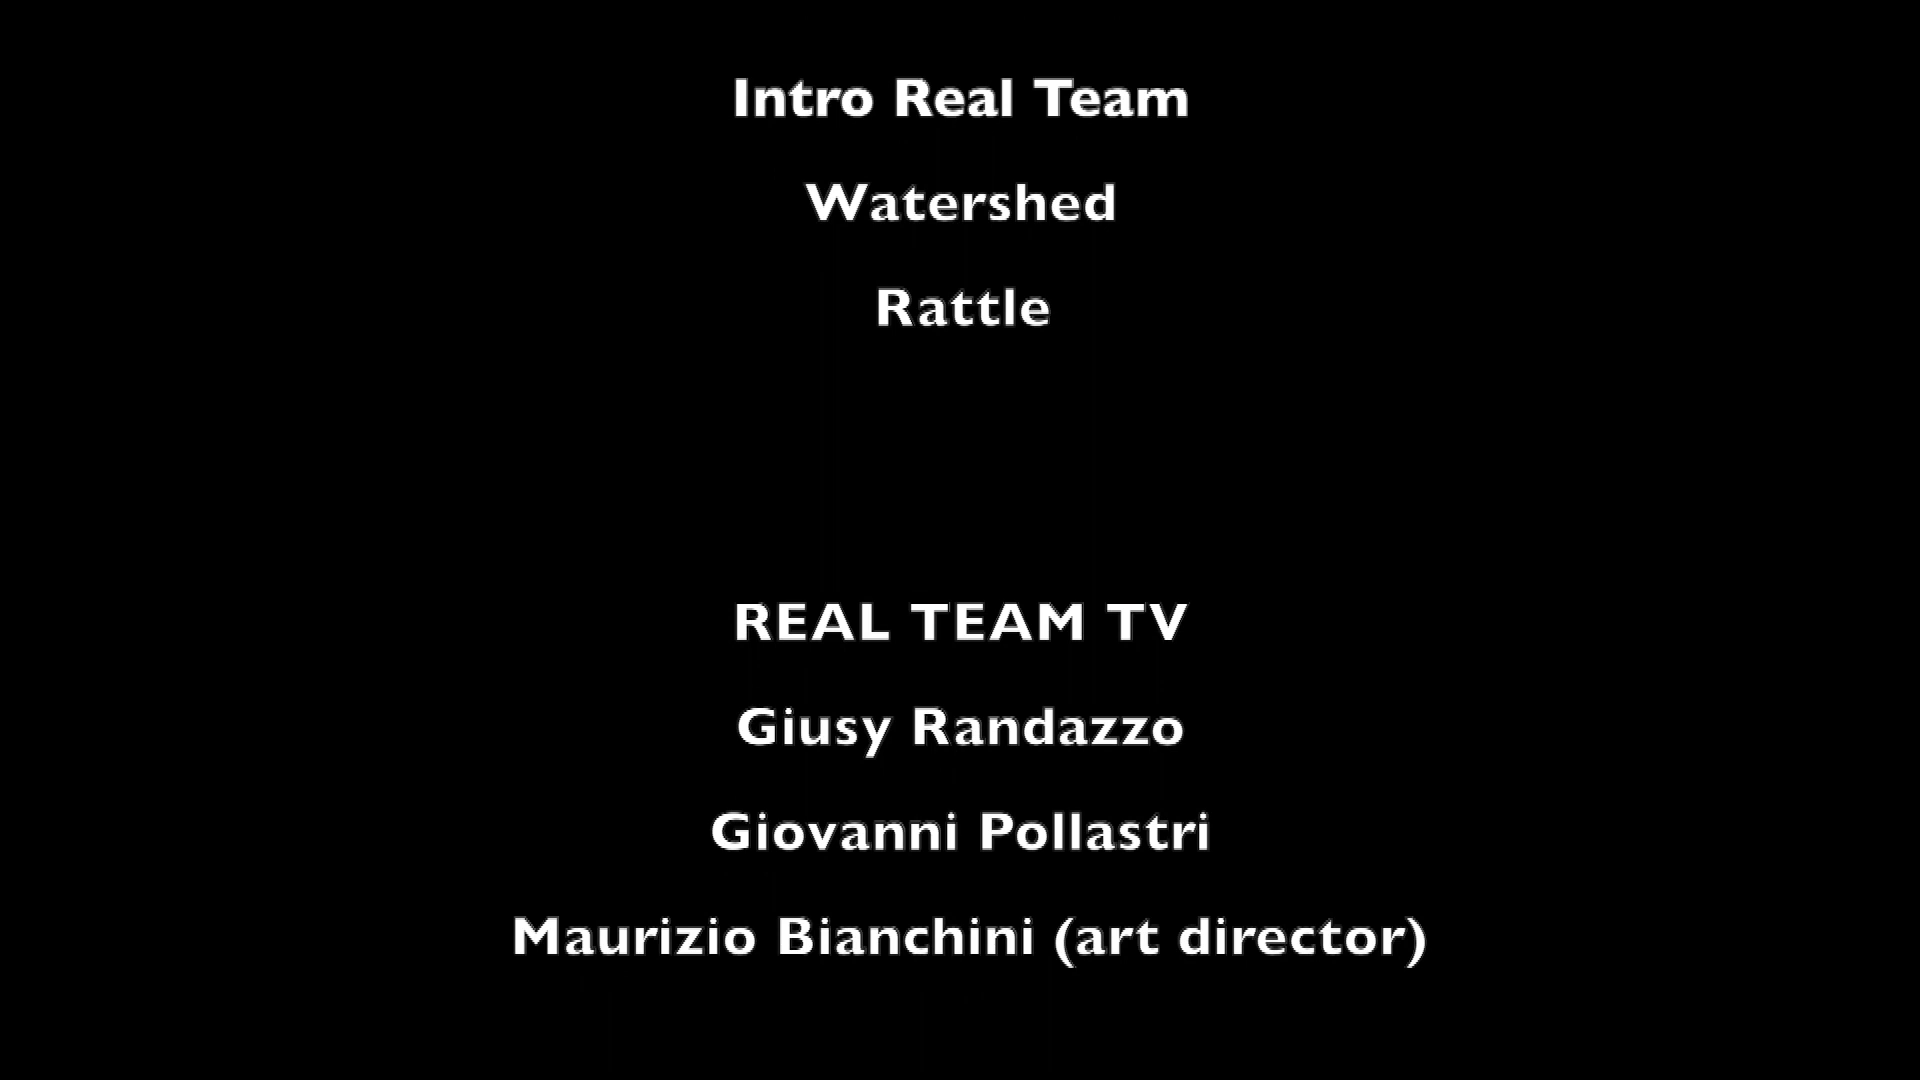 Intro Real Team
Watershed
Rattle
REAL TEAM TV
Giusy Randazzo
Giovanni Pollastri
Maurizio Bianchini (art director)